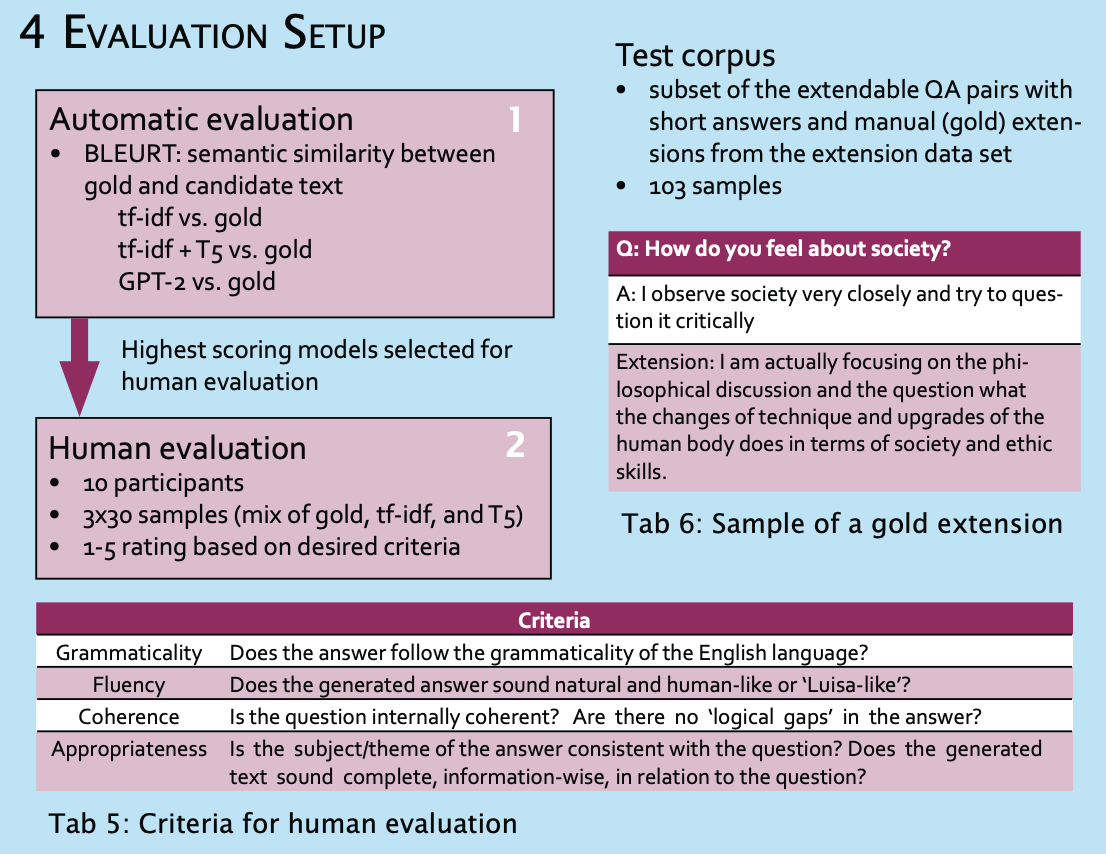 4 Evaluation Setup
Automatic evaluation 1
• BLEURT: semantic similarity between
gold and candidate text
tf-idf vs. gold
tf-idf + T5 vs. gold
GPT-2 vs. gold
Highest scoring models selected for
human evaluation
Human evaluation 2
• 10 participants
• 3x30 samples (mix of gold, tf-idf, and T5)
• 1-5 rating based on desired criteria
Test corpus
• subset of the extendable QA pairs with
short answers and manual (gold) exten-
sions from the extension data set
• 103 samples
Q: How do you feel about society?
A: I observe society very closely and try to ques-
tion it critically
Extension: I am actually focusing on the phi-
losophical discussion and the question what
the changes of technique and upgrades of the
human body does in terms of society and ethic
skills.
Tab 6: Sample of a gold extension
Criteria
Grammaticality Does the answer follow the grammaticality of the English language?
Fluency Does the generated answer sound natural and human-like or ‘Luisa-like’?
Coherence Is the question internally coherent? Are there no ‘logical gaps’ in the answer?
Appropriateness Is the subject/theme of the answer consistent with the question? Does the generated
text sound complete, information-wise, in relation to the question?
Tab 5: Criteria for human evaluation